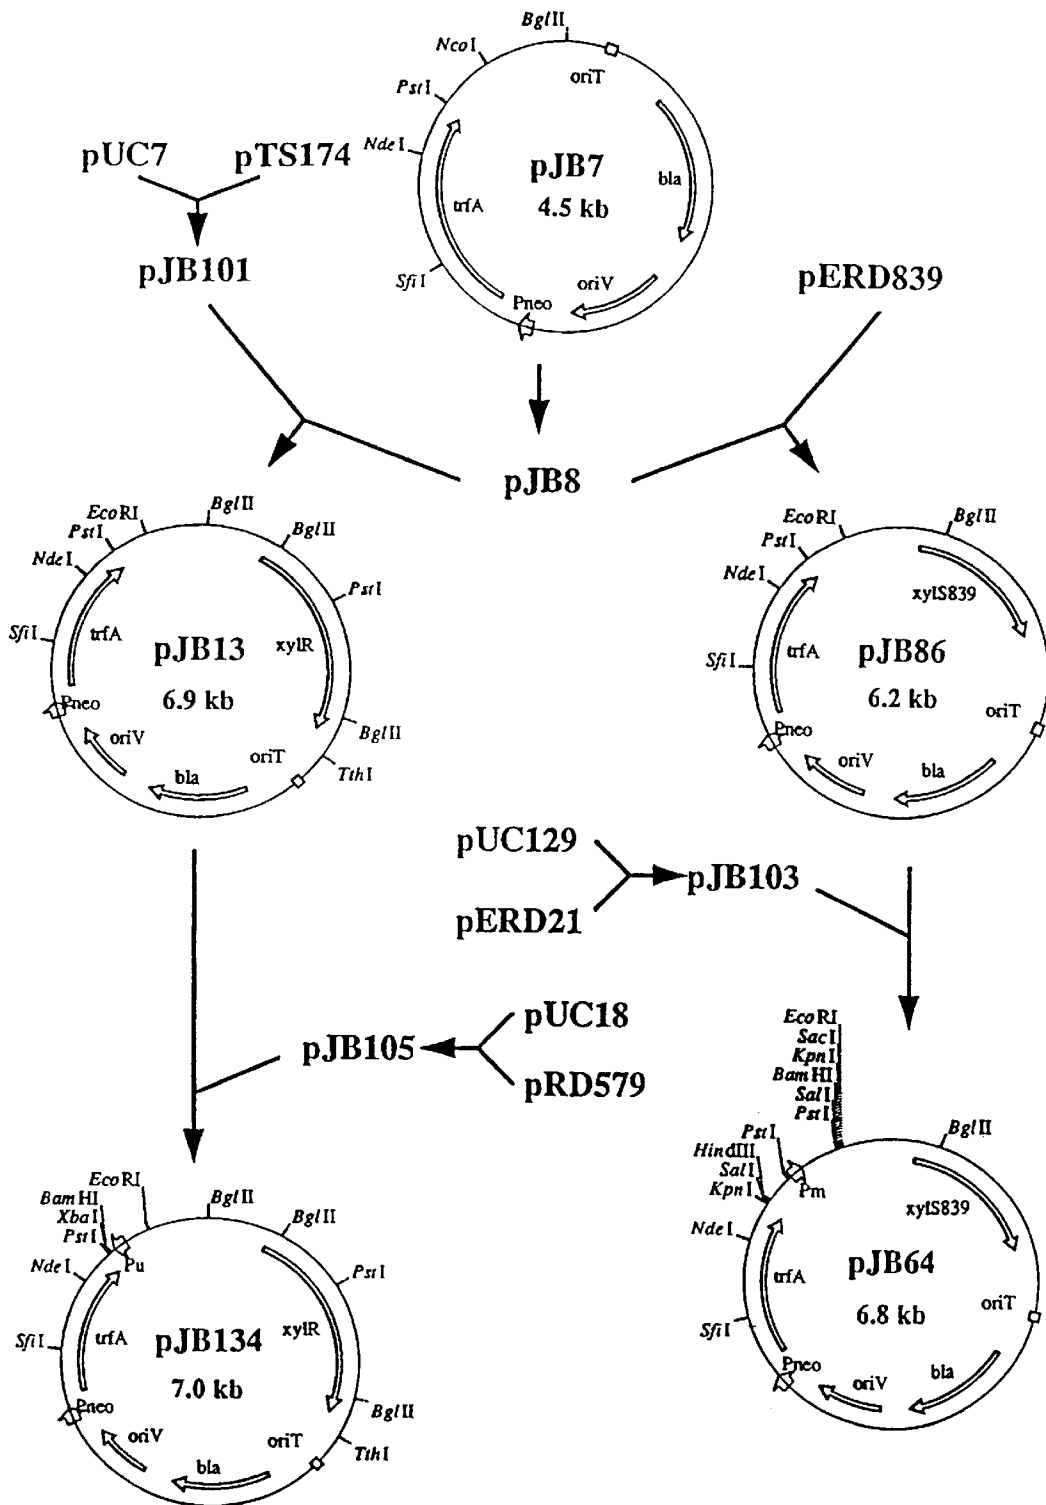 BglII
NcoI
oriT
PstI
NdeI
pUC7 pTS174
pJB7
bla
4.5 kb
trfA
pJB101
SfiI
oriV
pERD839
Pneo
pJB8
BglII
EcoRI
BglII
PstI
NdeI
PstI
SfiI
trfA
pJB13
xylR
6.9 kb
Pneo
oriV
oriT
BglII
bla
TthI
BglII
EcoRI
PstI
NdeI
xylS839
SfiI
trfA
pJB86
6.2 kb
oriT
Pneo
oriV
bla
pUC129
pJB103
pERD21
pUC18
pJB105
pRD579
EcoRI
SacI
KpnI
BamHI
SalI
PstI
BglII
PstI
HindIII
SalI
KpnI
Pm
xylS839
NdeI
trfA
pJB64
6.8 kb
oriT
SfiI
Pneo
oriV
bla
EcoRI
BglII
BamHI
XbaI
PstI
BglII
NdeI
Pu
PstI
SfiI
trfA
pJB134
xylR
7.0 kb
Pneo
oriV
oriT
BglII
TthI
bla